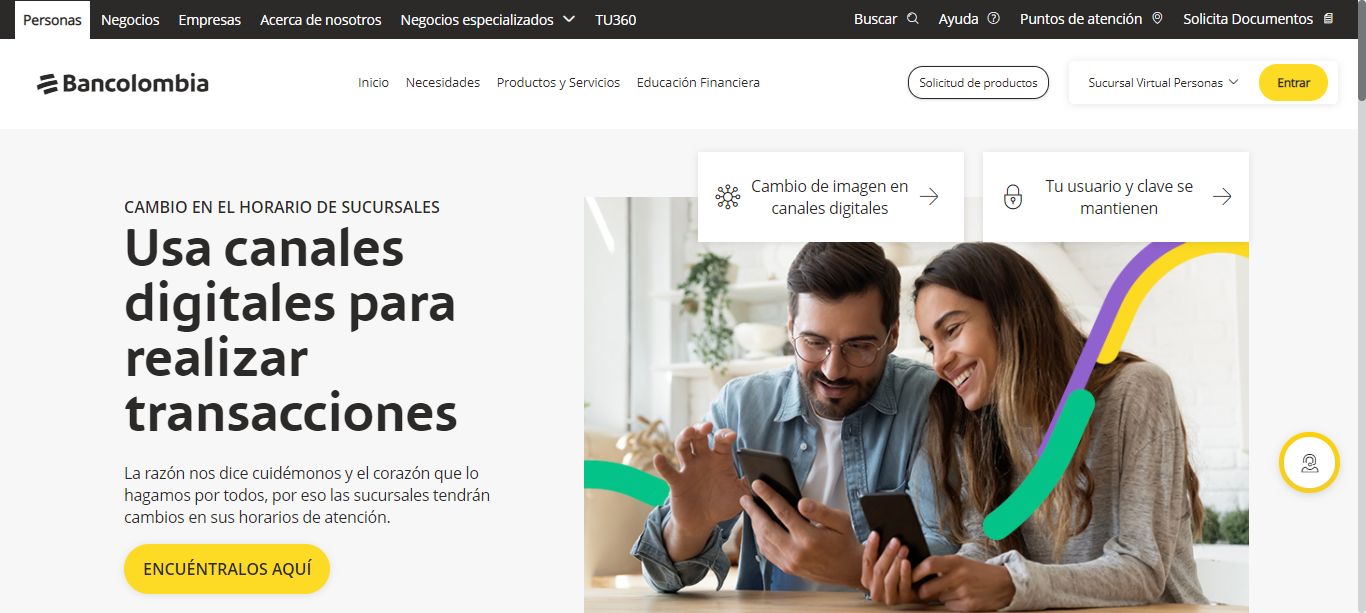 Personas Negocios Empresas Acerca de nosotros Negocios especializados TU360 Buscar Ayuda Puntos de atención Solicita Documentos
Bancolombia Inicio Necesidades Productos y Servicios Educación Financiera Solicitud de productos Sucursal Virtual Personas Entrar
Cambio de imagen en
canales digitales
Tu usuario y clave se
mantienen
CAMBIO EN EL HORARIO DE SUCURSALES
Usa canales
digitales para
realizar
transacciones
La razón nos dice cuidémonos y el corazón que lo
hagamos por todos, por eso las sucursales tendrán
cambios en sus horarios de atención.
ENCUÉNTRALOS AQUÍ